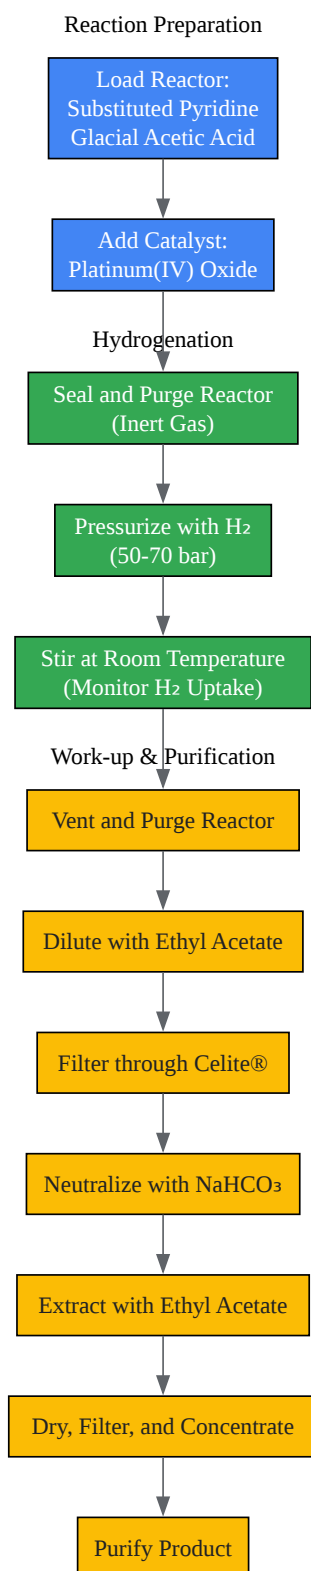 Reaction Preparation
Load Reactor:
Substituted Pyridine
Glacial Acetic Acid
Add Catalyst:
Platinum(IV) Oxide
Hydrogenation
Seal and Purge Reactor
(Inert Gas)
Pressurize with H₂
(50-70 bar)
Stir at Room Temperature
(Monitor H₂ Uptake)
Work-up & Purification
Vent and Purge Reactor
Dilute with Ethyl Acetate
Filter through Celite®
Neutralize with NaHCO₃
Extract with Ethyl Acetate
Dry, Filter, and Concentrate
Purify Product